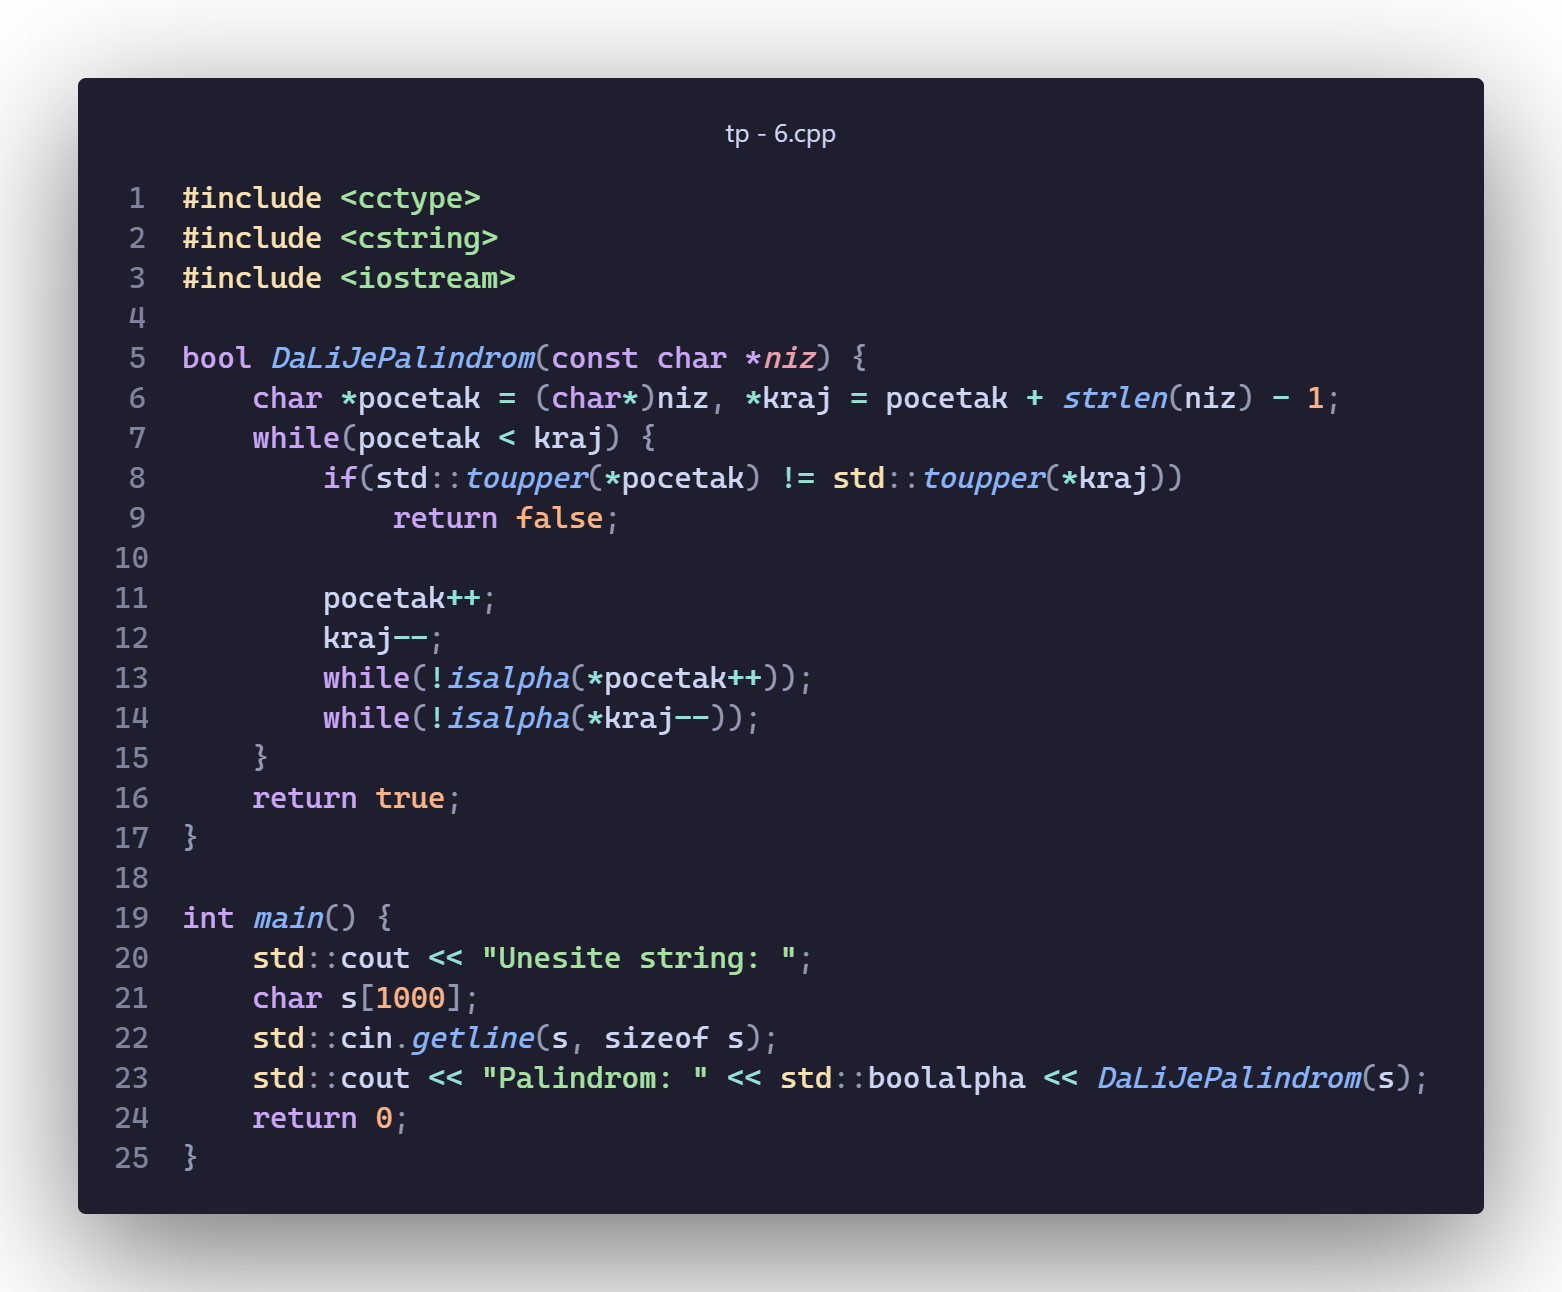 tp - 6.cpp
1 #include <cctype>
2 #include <cstring>
3 #include <iostream>
4
5 bool DaLiJePalindrom(const char *niz) {
6     char *pocetak = (char*)niz, *kraj = pocetak + strlen(niz) - 1;
7     while(pocetak < kraj) {
8         if(std::toupper(*pocetak) != std::toupper(*kraj))
9             return false;
10
11         pocetak++;
12         kraj--;
13         while(!isalpha(*pocetak++));
14         while(!isalpha(*kraj--));
15     }
16     return true;
17 }
18
19 int main() {
20     std::cout << "Unesite string: ";
21     char s[1000];
22     std::cin.getline(s, sizeof s);
23     std::cout << "Palindrom: " << std::boolalpha << DaLiJePalindrom(s);
24     return 0;
25 }